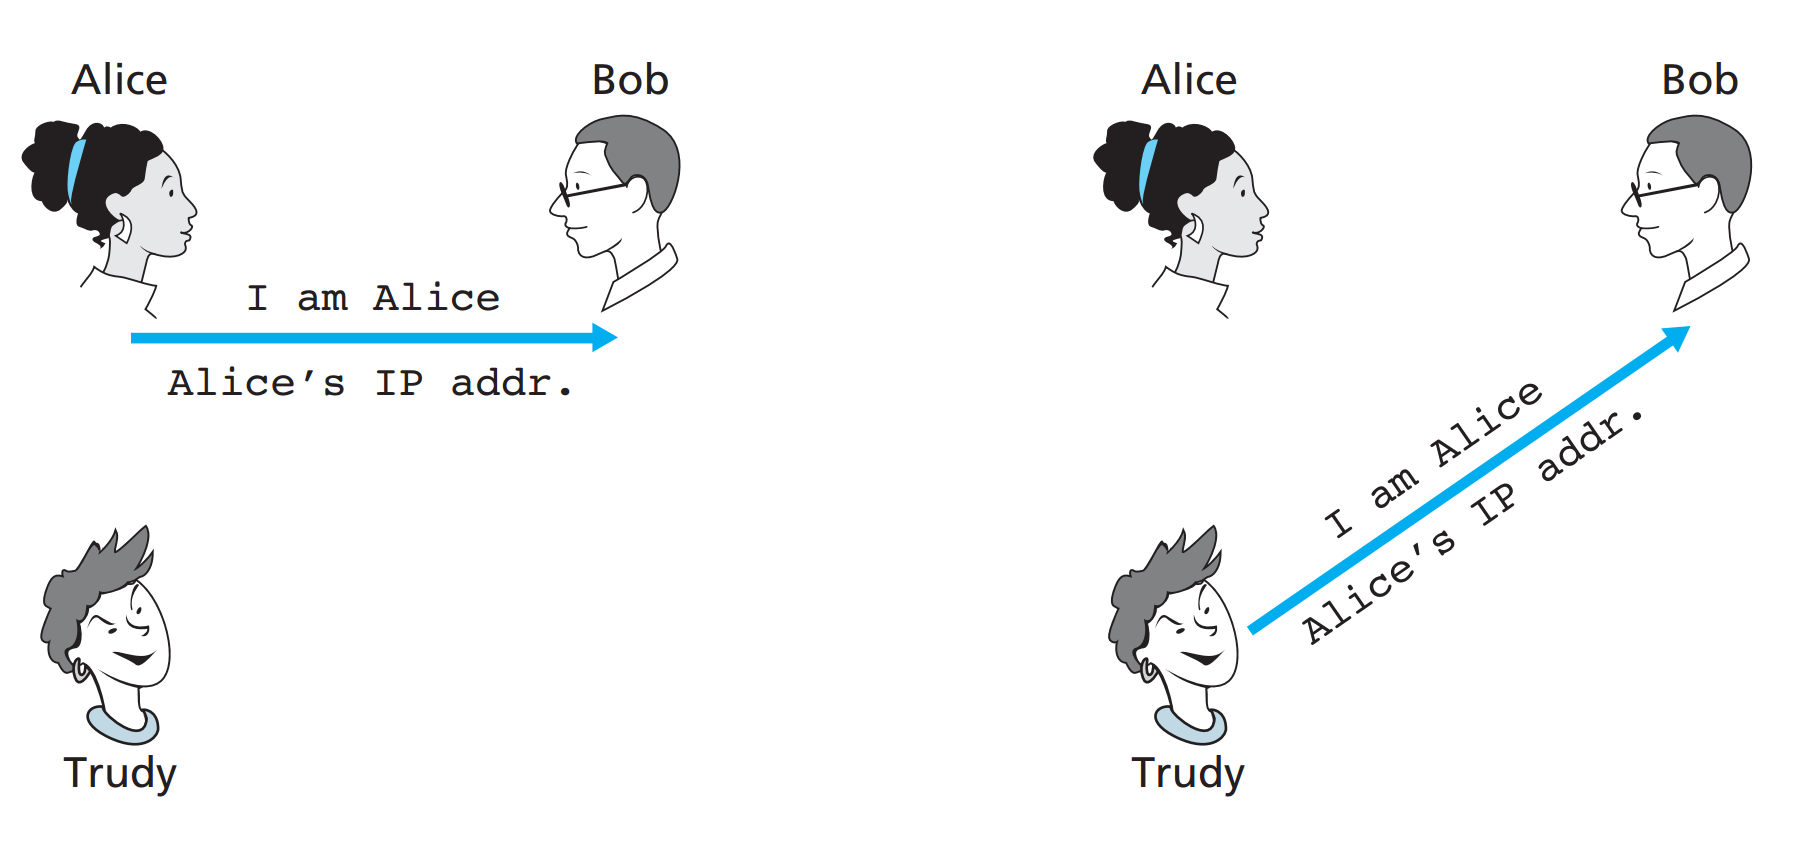 Alice
Bob
I am Alice
Alice's IP addr.
Trudy
Alice
Bob
I am Alice
Alice's IP addr.
Trudy